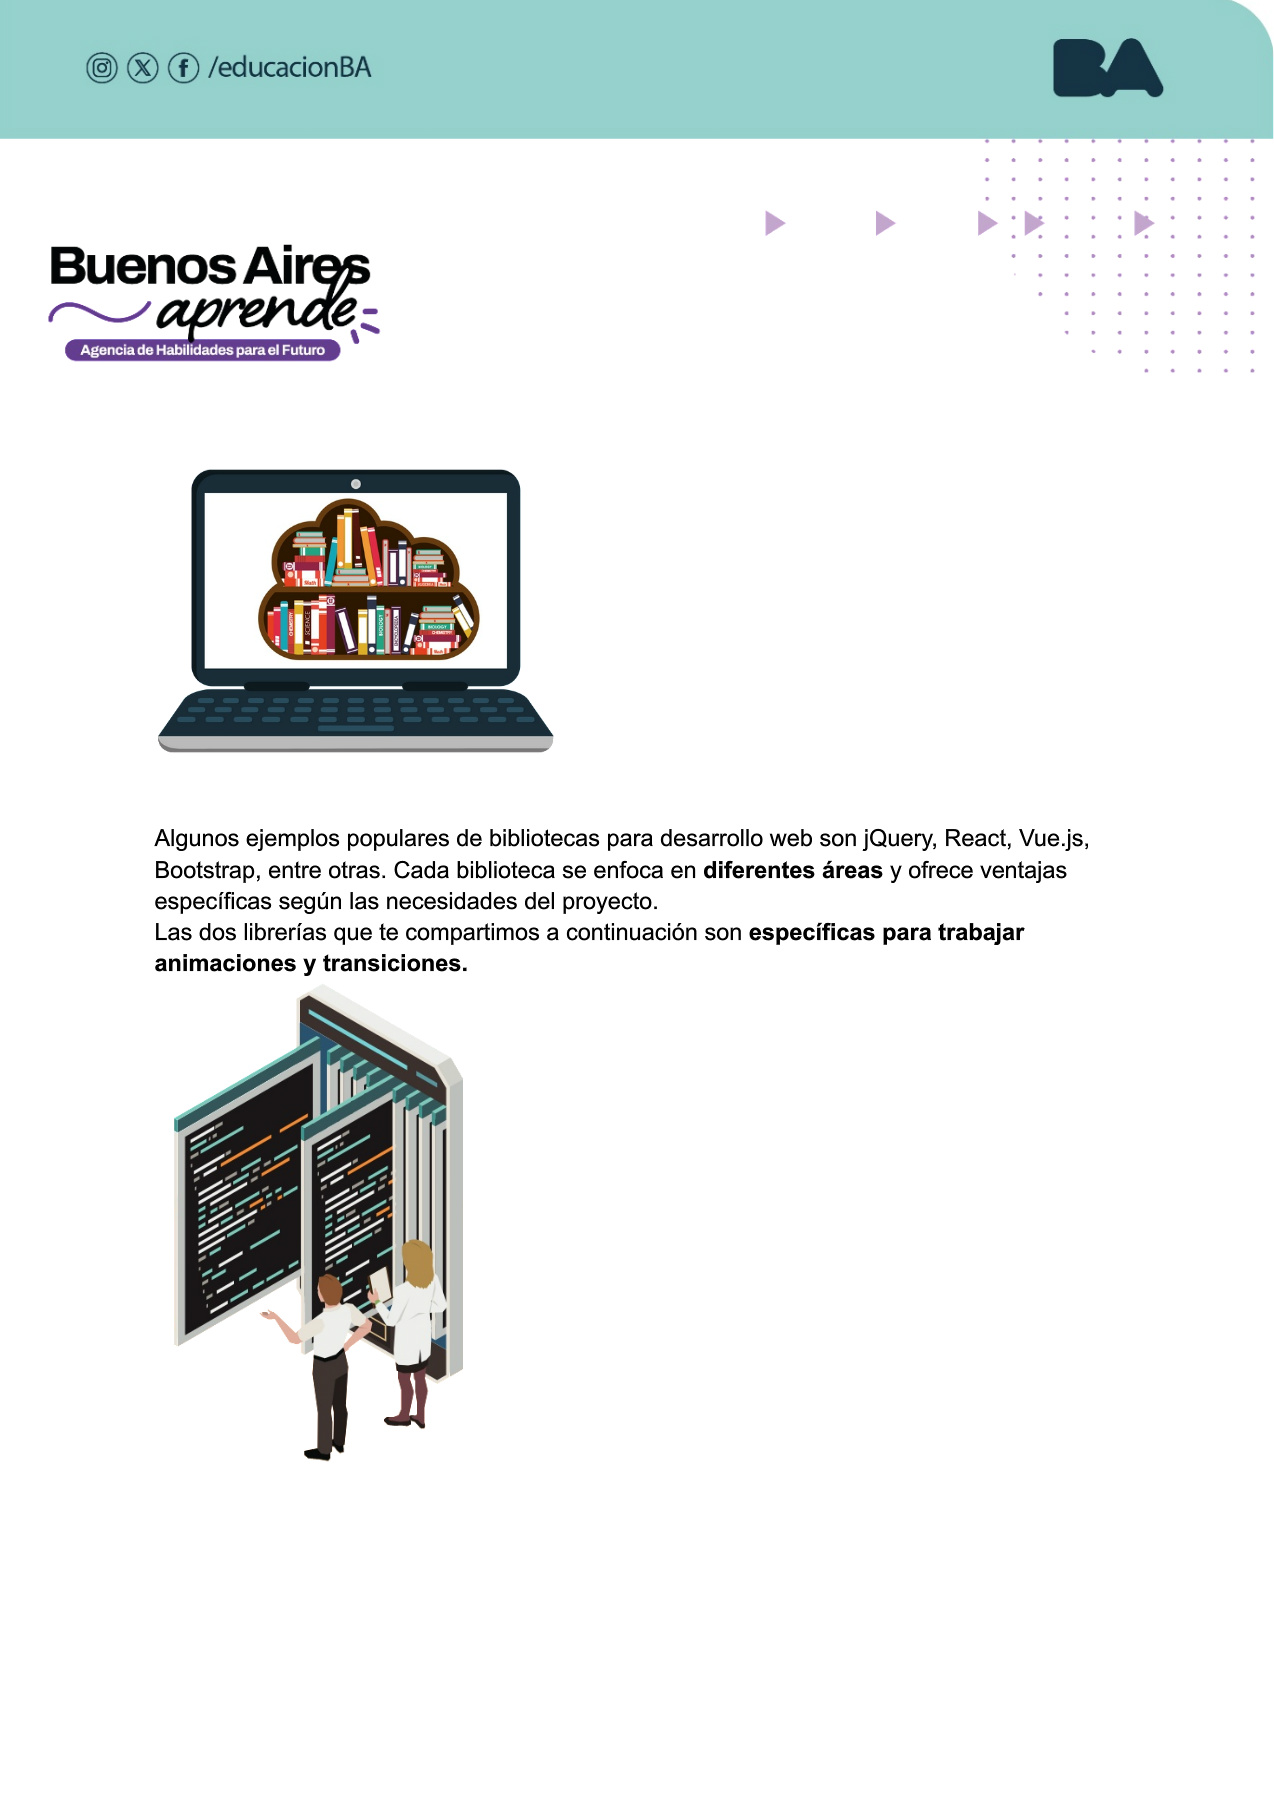 /educacionBA
BA
Buenos Aires
aprende
Agencia de Habilidades para el Futuro
Algunos ejemplos populares de bibliotecas para desarrollo web son jQuery, React, Vue.js,
Bootstrap, entre otras. Cada biblioteca se enfoca en diferentes áreas y ofrece ventajas
específicas según las necesidades del proyecto.
Las dos librerías que te compartimos a continuación son específicas para trabajar
animaciones y transiciones.